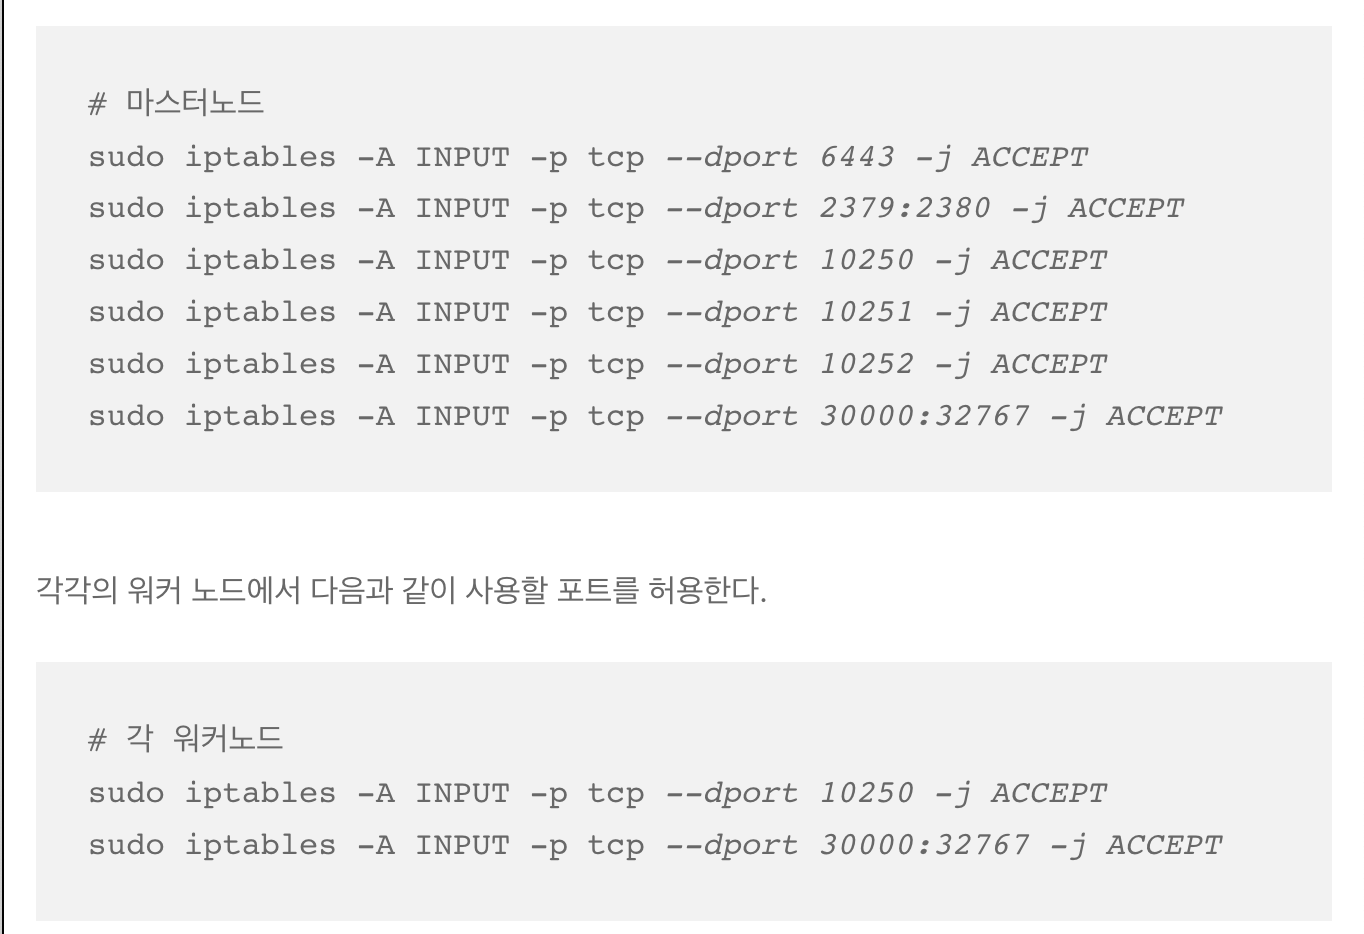 # 마스터노드
sudo iptables -A INPUT -p tcp --dport 6443 -j ACCEPT
sudo iptables -A INPUT -p tcp --dport 2379:2380 -j ACCEPT
sudo iptables -A INPUT -p tcp --dport 10250 -j ACCEPT
sudo iptables -A INPUT -p tcp --dport 10251 -j ACCEPT
sudo iptables -A INPUT -p tcp --dport 10252 -j ACCEPT
sudo iptables -A INPUT -p tcp --dport 30000:32767 -j ACCEPT
각각의 워커 노드에서 다음과 같이 사용할 포트를 허용한다.
# 각 워커노드
sudo iptables -A INPUT -p tcp --dport 10250 -j ACCEPT
sudo iptables -A INPUT -p tcp --dport 30000:32767 -j ACCEPT